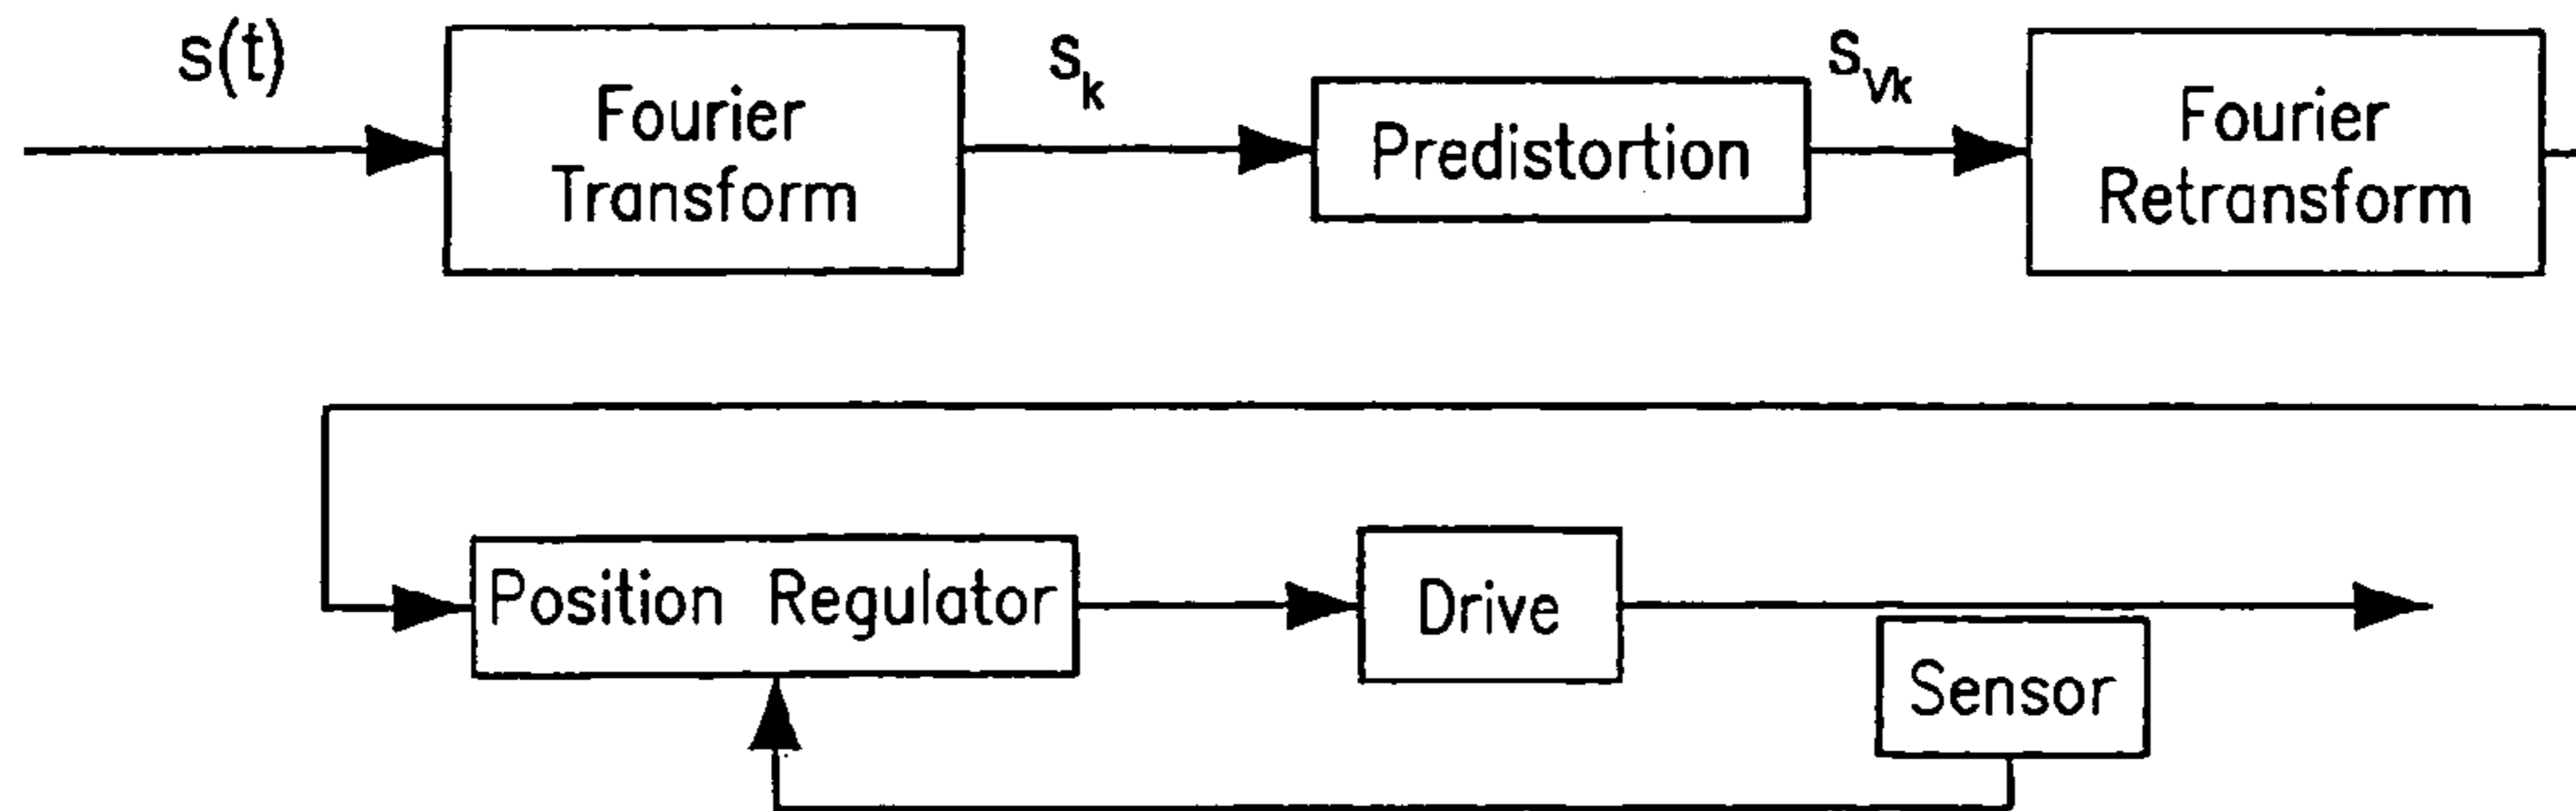 s(t)
Fourier
Transform
s_k
Predistortion
s_Vk
Fourier
Retransform
Position Regulator
Drive
Sensor